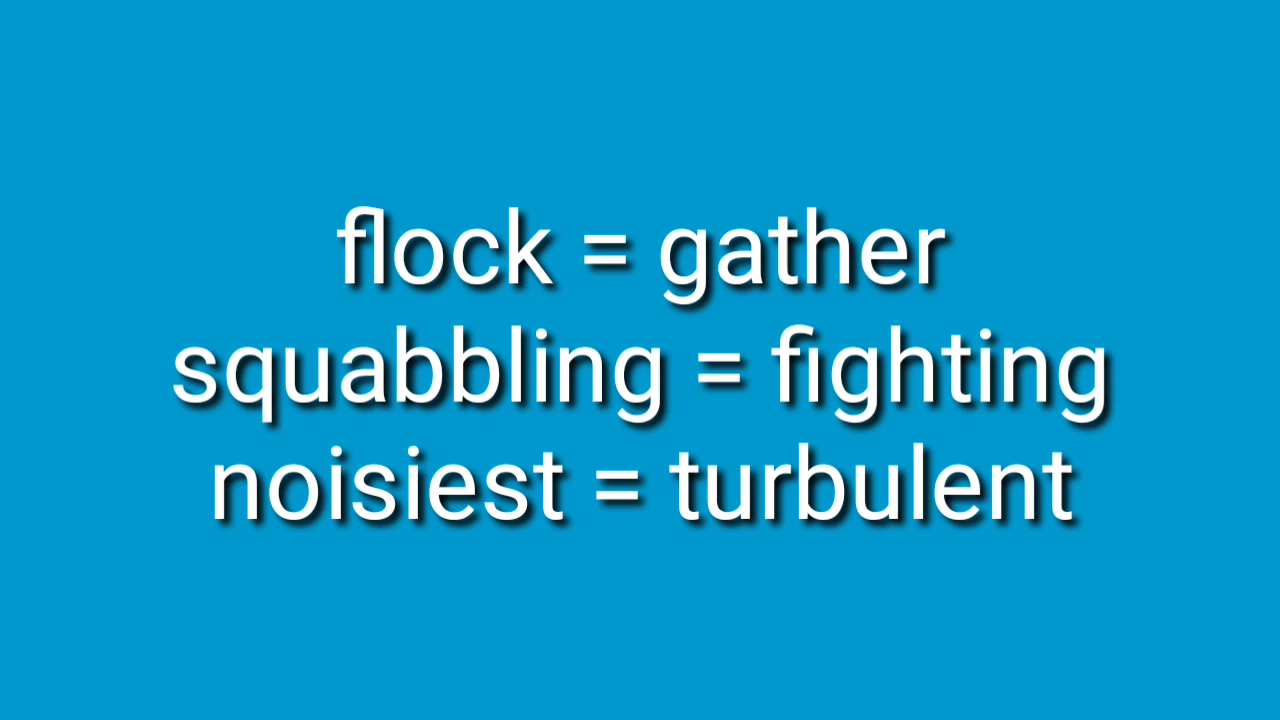 flock = gather
squabbling = fighting
noisiest = turbulent